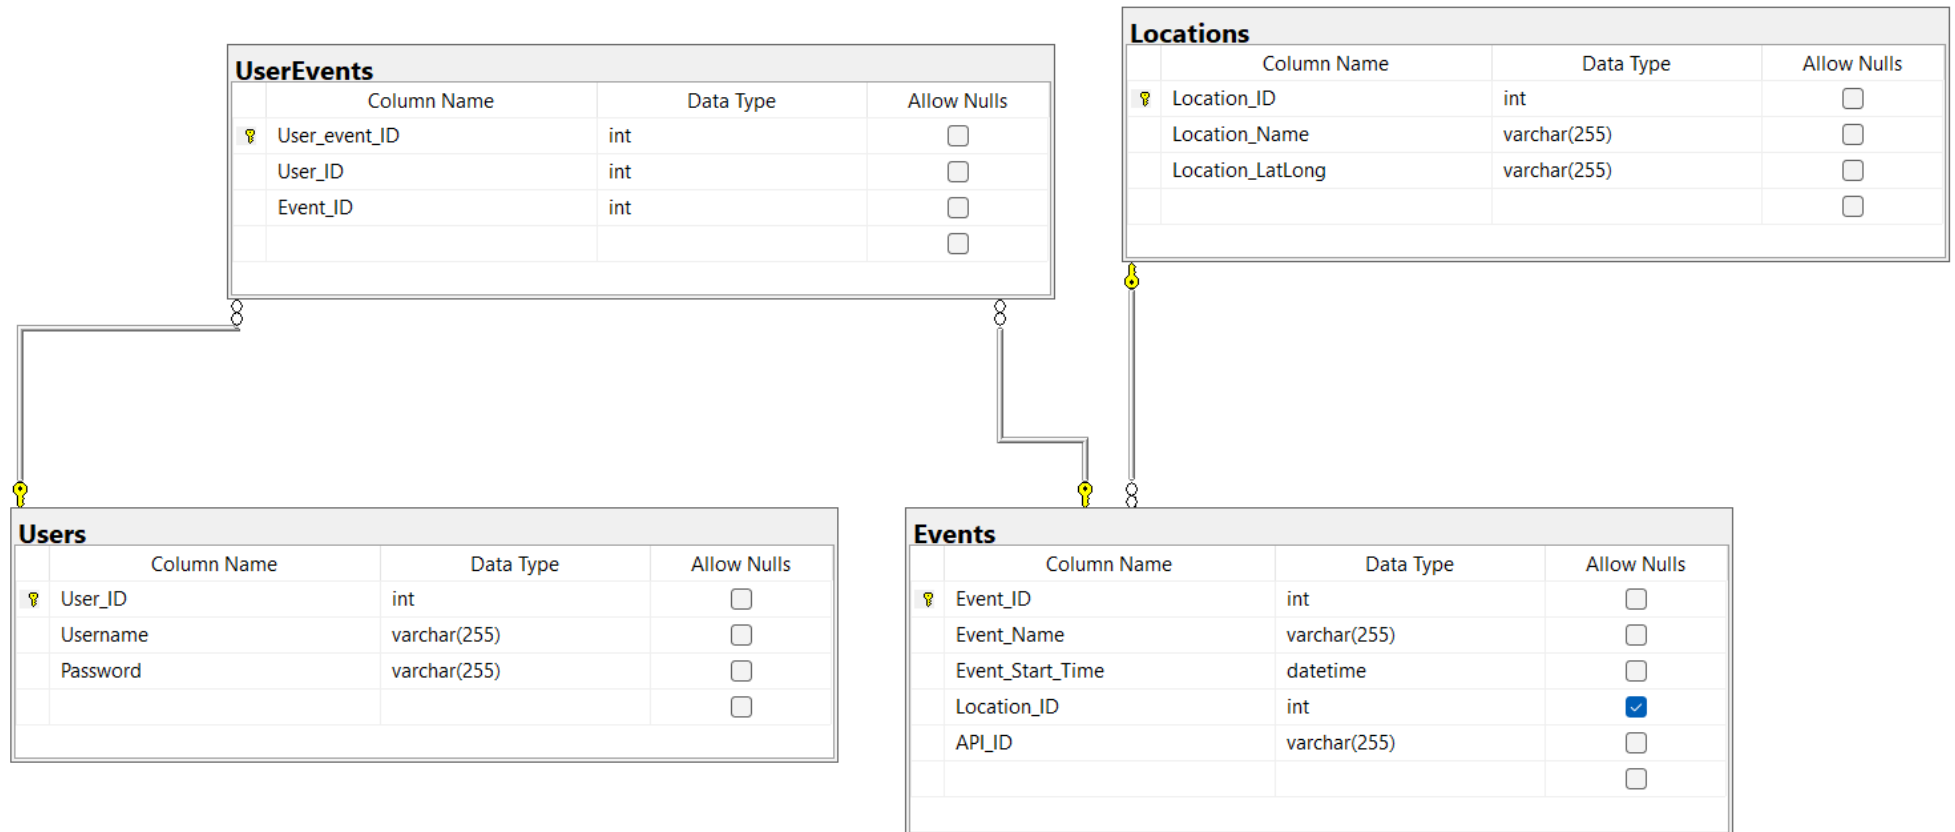 UserEvents
Column Name Data Type Allow Nulls
User_event_ID int
User_ID int
Event_ID int
Locations
Column Name Data Type Allow Nulls
Location_ID int
Location_Name varchar(255)
Location_LatLong varchar(255)
Users
Column Name Data Type Allow Nulls
User_ID int
Username varchar(255)
Password varchar(255)
Events
Column Name Data Type Allow Nulls
Event_ID int
Event_Name varchar(255)
Event_Start_Time datetime
Location_ID int
API_ID varchar(255)